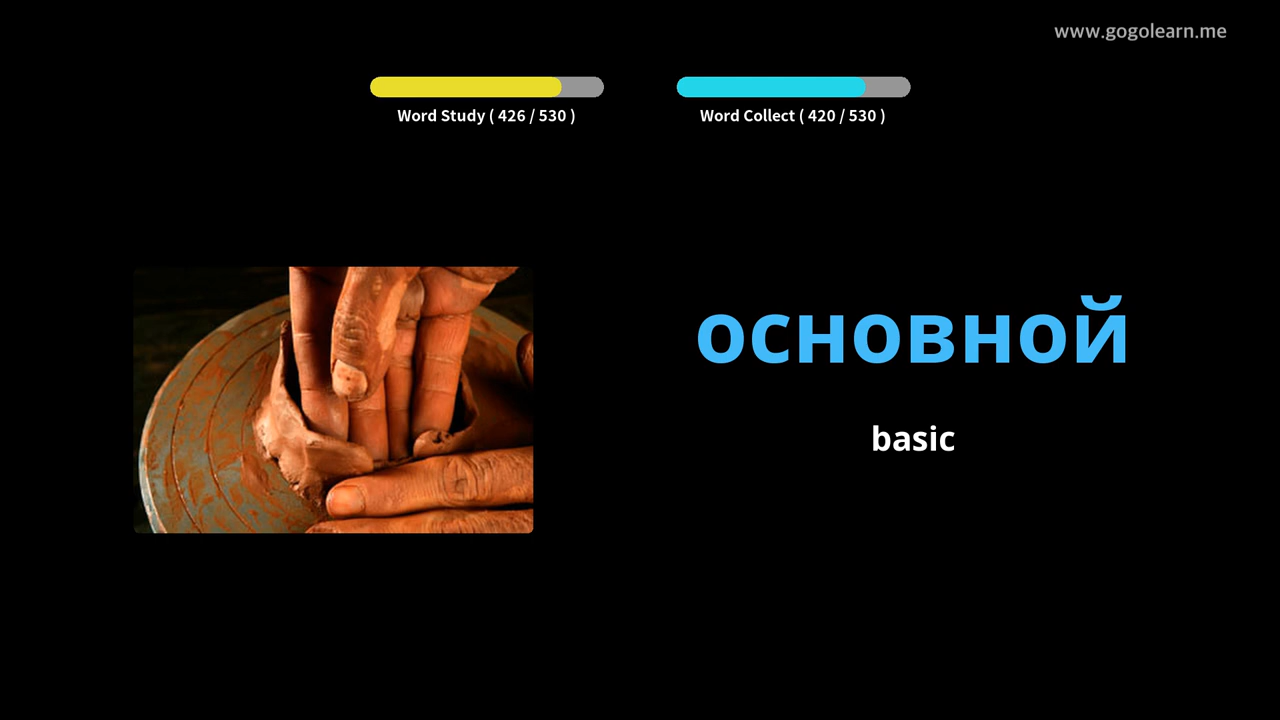 www.gogolearn.me
Word Study ( 426 / 530 )
Word Collect ( 420 / 530 )
основной
basic